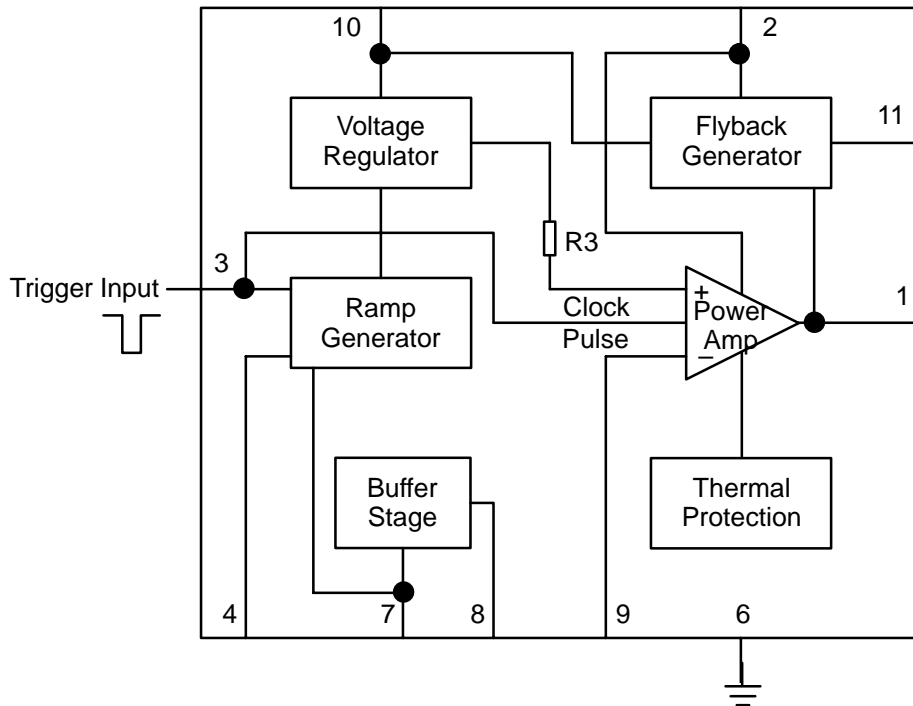 10
2
Voltage
Regulator
Flyback
Generator
11
R3
3
Trigger Input
Ramp
Generator
Clock
Pulse
+
Power
Amp
−
1
Buffer
Stage
Thermal
Protection
4
7
8
9
6